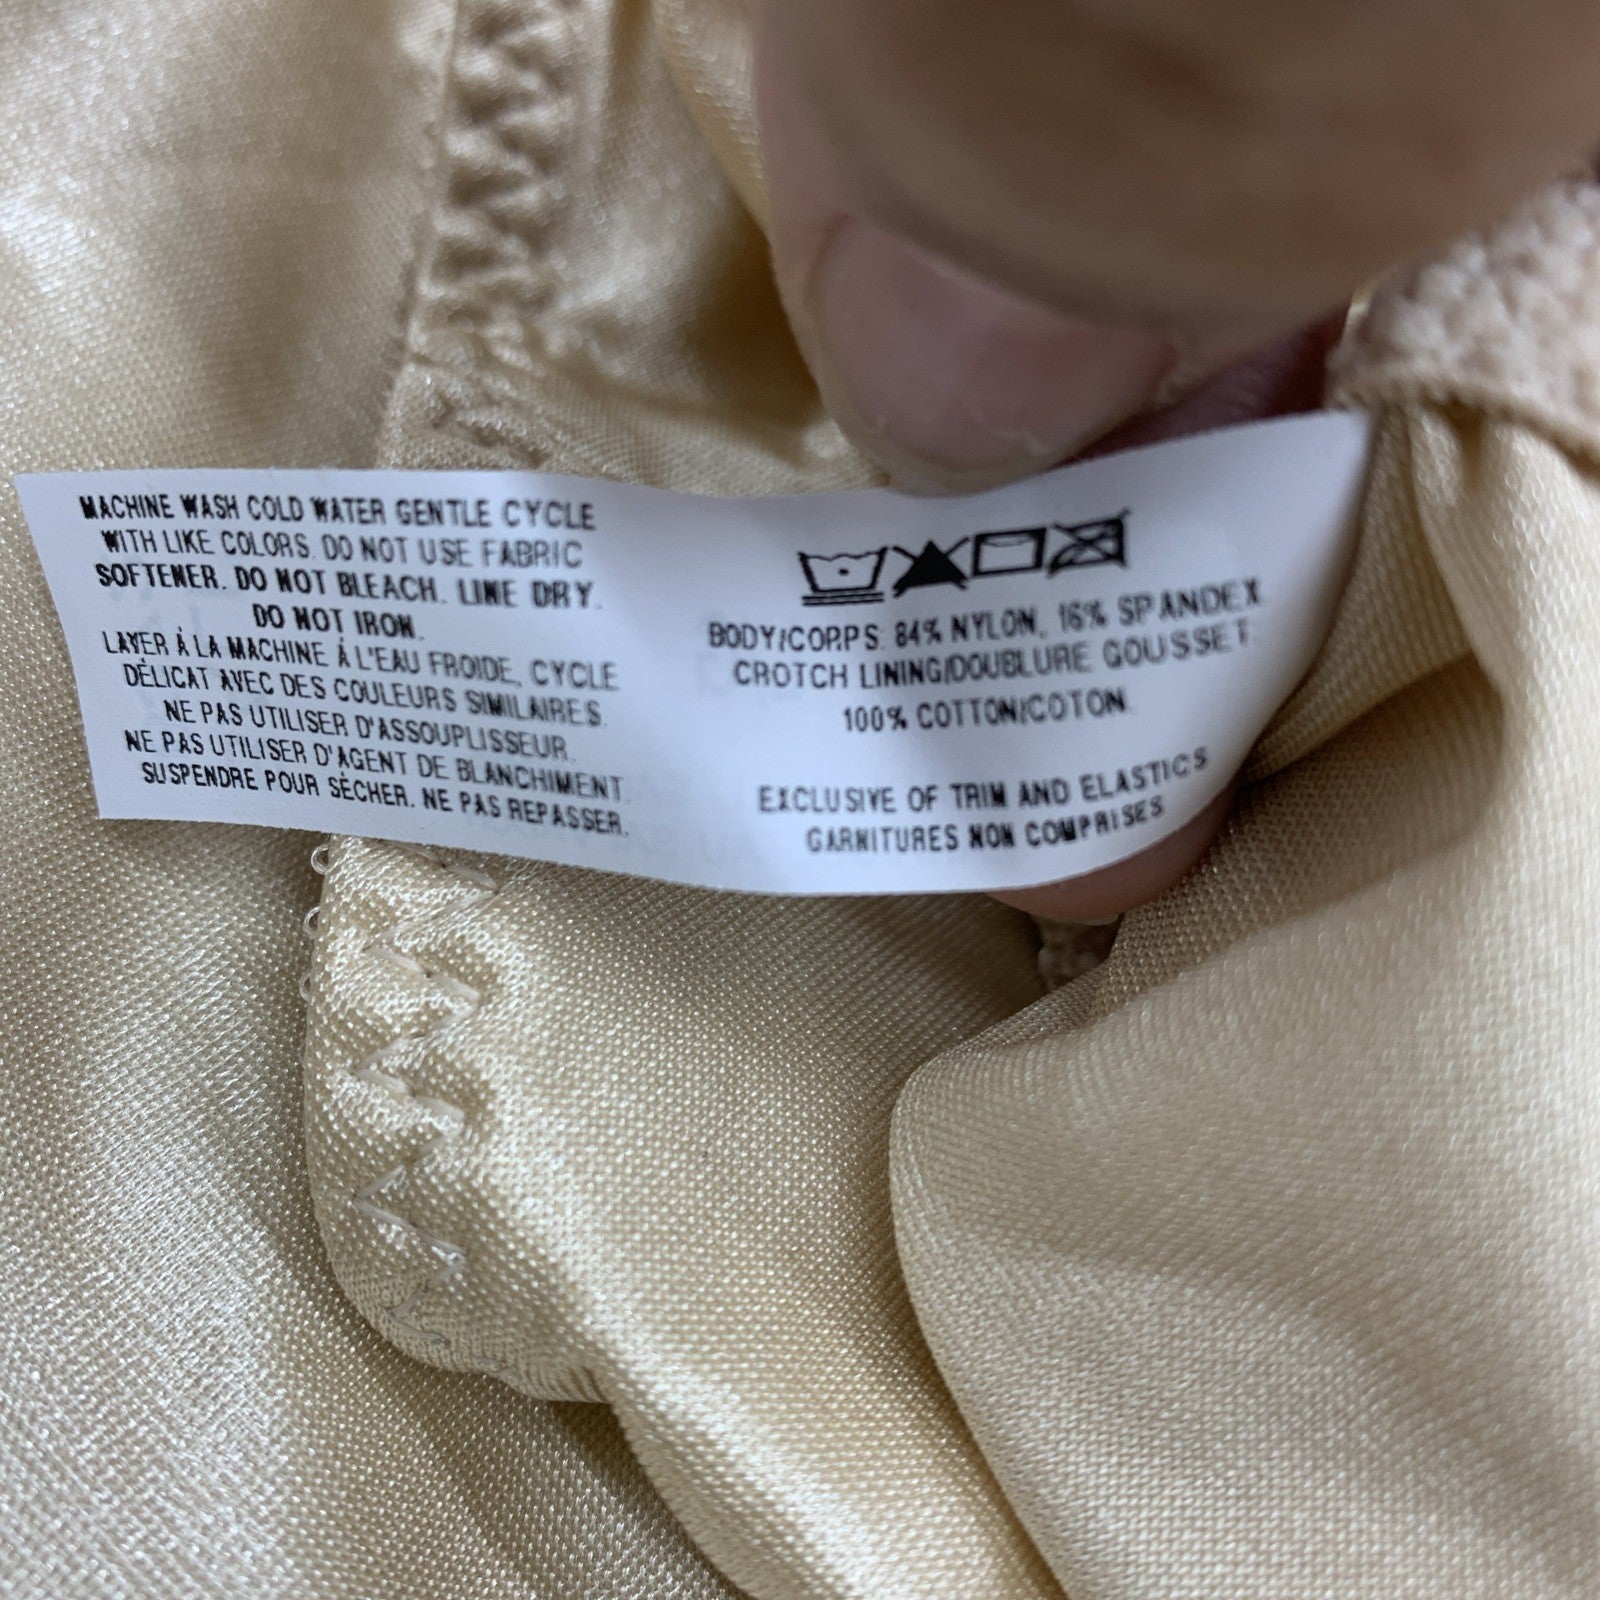 MACHINE WASH COLD WATER GENTLE CYCLE
WITH LIKE COLORS. DO NOT USE FABRIC
SOFTENER. DO NOT BLEACH. LINE DRY.
DO NOT IRON.
LAVER À LA MACHINE À L'EAU FROIDE, CYCLE
DÉLICAT AVEC DES COULEURS SIMILAIRES.
NE PAS UTILISER D'ASSOUPLISSEUR.
NE PAS UTILISER D'AGENT DE BLANCHIMENT.
SUSPENDRE POUR SÉCHER. NE PAS REPASSER.
BODY/CORPS: 84% NYLON, 16% SPANDEX
CROTCH LINING/DOUBLURE GOUSSET:
100% COTTON/COTON.
EXCLUSIVE OF TRIM AND ELASTICS
GARNITURES NON COMPRISES